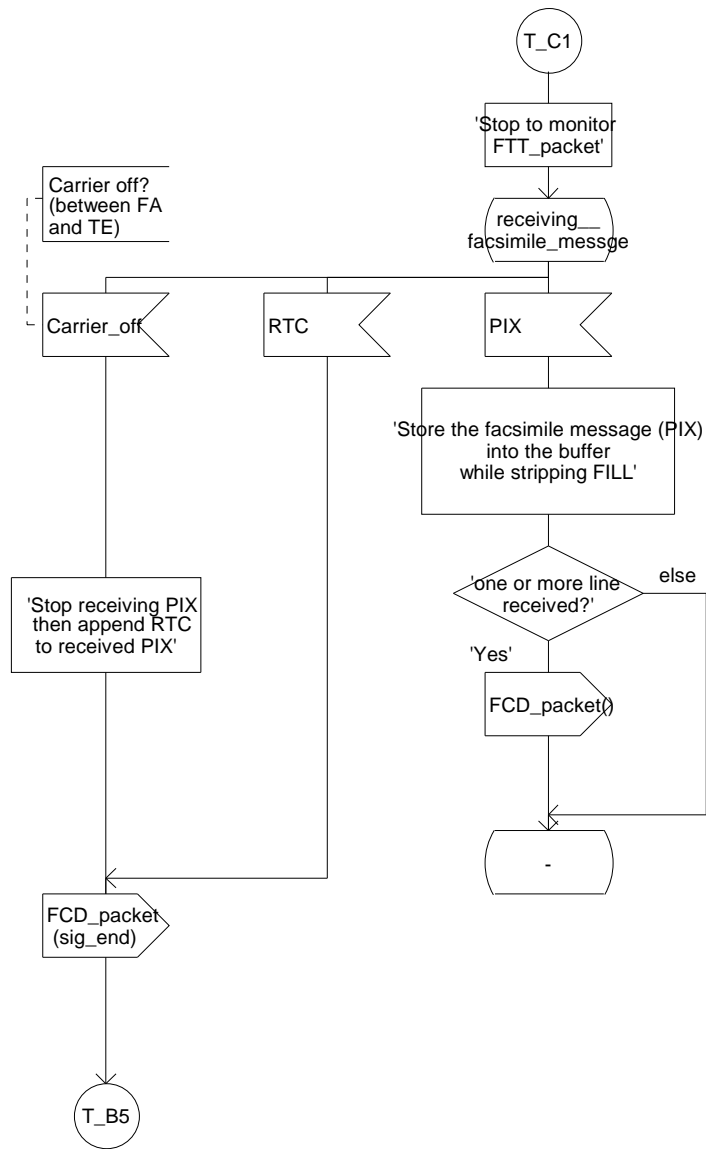 T_C1
'Stop to monitor
FTT_packet'
Carrier off?
(between FA
and TE)
receiving__
facsimile_messge
Carrier_off
RTC
PIX
'Store the facsimile message (PIX)
into the buffer
while stripping FILL'
'one or more line
received?'
else
'Yes'
'Stop receiving PIX
then append RTC
to received PIX'
FCD_packet()
-
FCD_packet
(sig_end)
T_B5